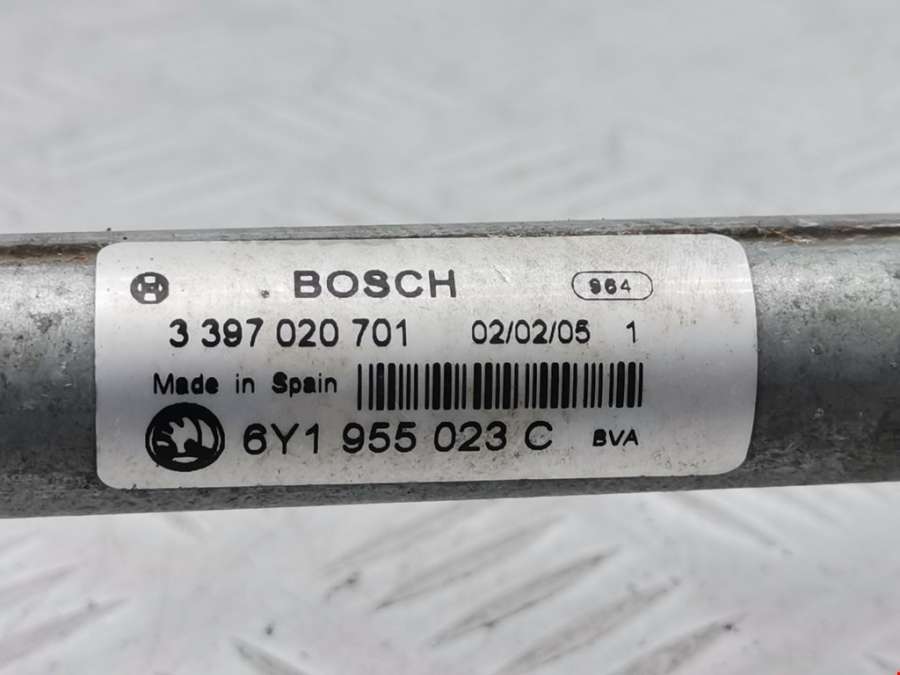 BOSCH 964
3 397 020 701 02/02/05 1
Made in Spain
6Y1 955 023 C BVA